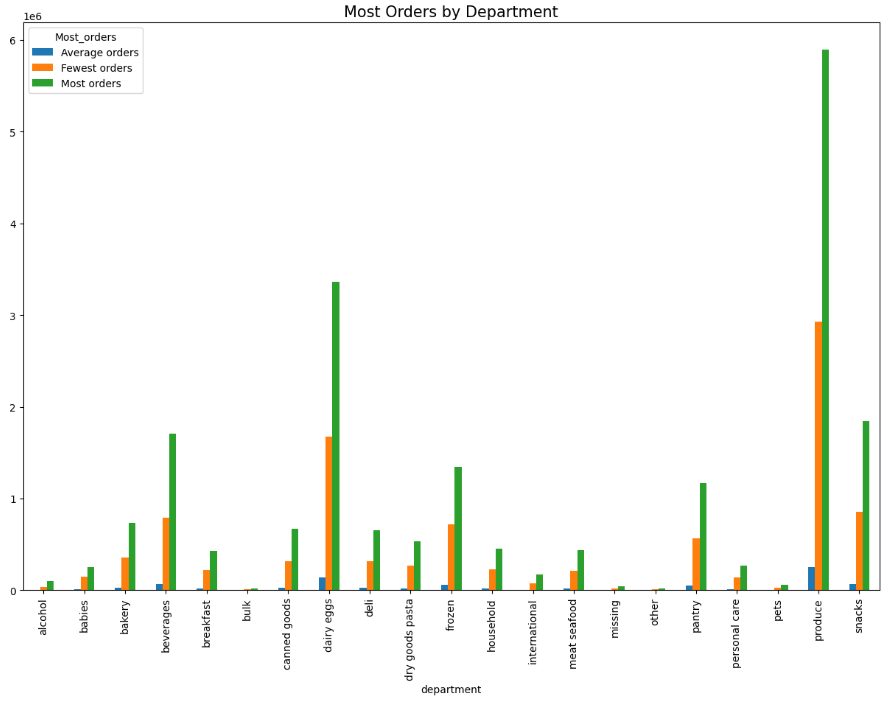 Most Orders by Department
1e6
Most_orders
Average orders
Fewest orders
Most orders
6
5
4
3
2
1
0
alcohol
babies
bakery
beverages
breakfast
bulk
canned goods
dairy eggs
deli
dry goods pasta
frozen
household
international
meat seafood
missing
other
pantry
personal care
pets
produce
snacks
department